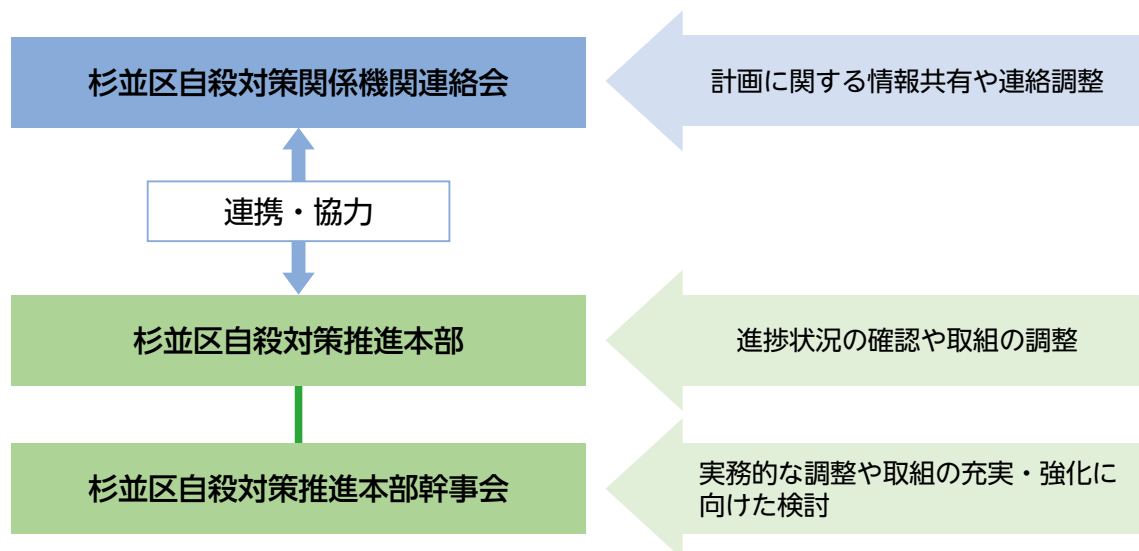 杉並区自殺対策関係機関連絡会
計画に関する情報共有や連絡調整
連携・協力
杉並区自殺対策推進本部
進捗状況の確認や取組の調整
杉並区自殺対策推進本部幹事会
実務的な調整や取組の充実・強化に
向けた検討